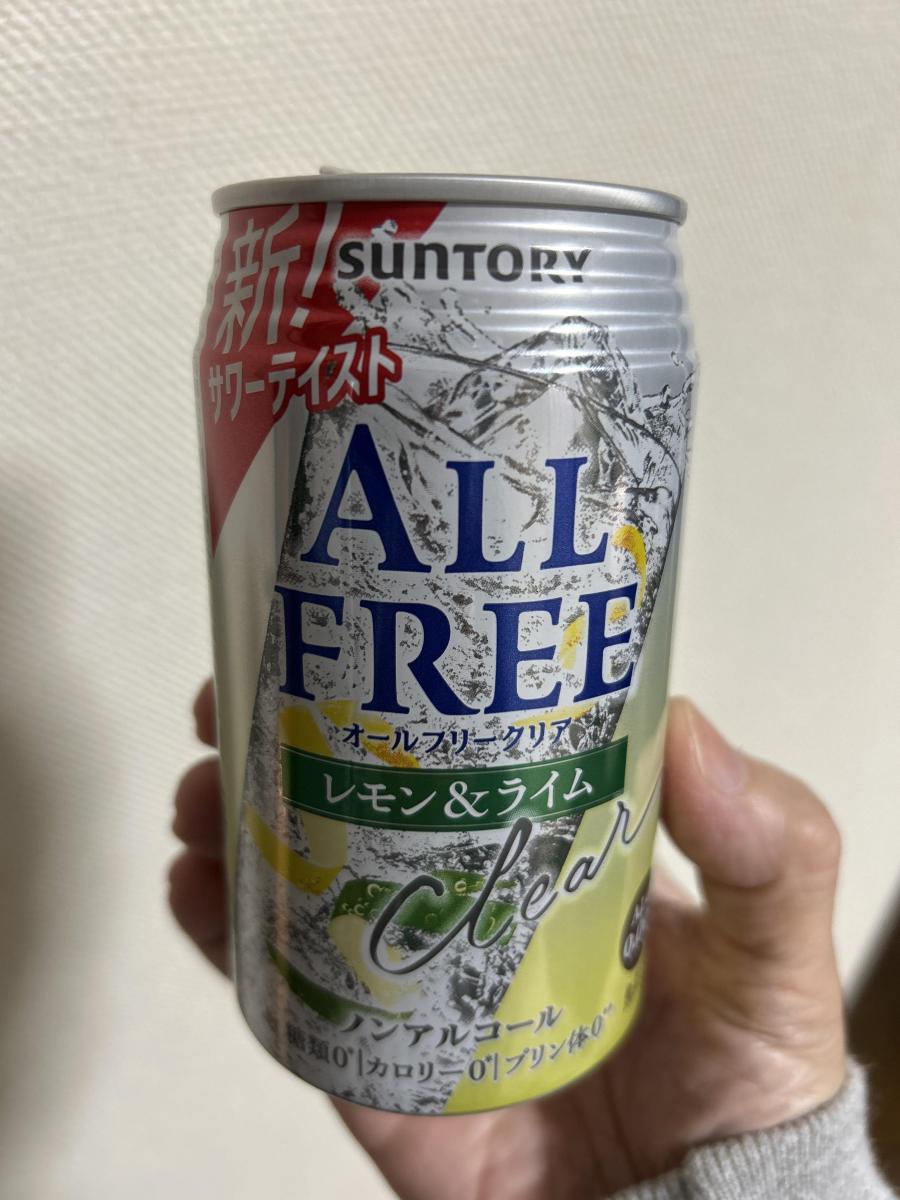 新!
サワーテイスト
SUNTORY
ALL
FREE
オールフリークリア
レモン&ライム
Clear
ノンアルコール
糖類0*|カロリー0*|プリン体0**